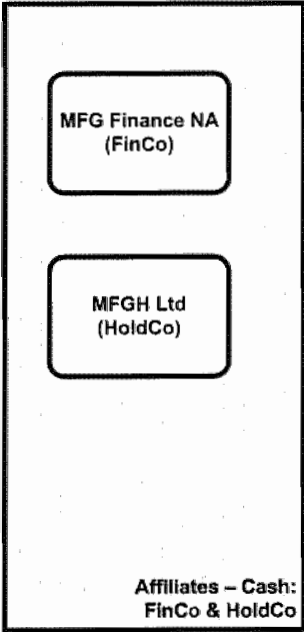 MFG Finance NA
(FinCo)
MFGH Ltd
(HoldCo)
Affiliates – Cash:
FinCo & HoldCo